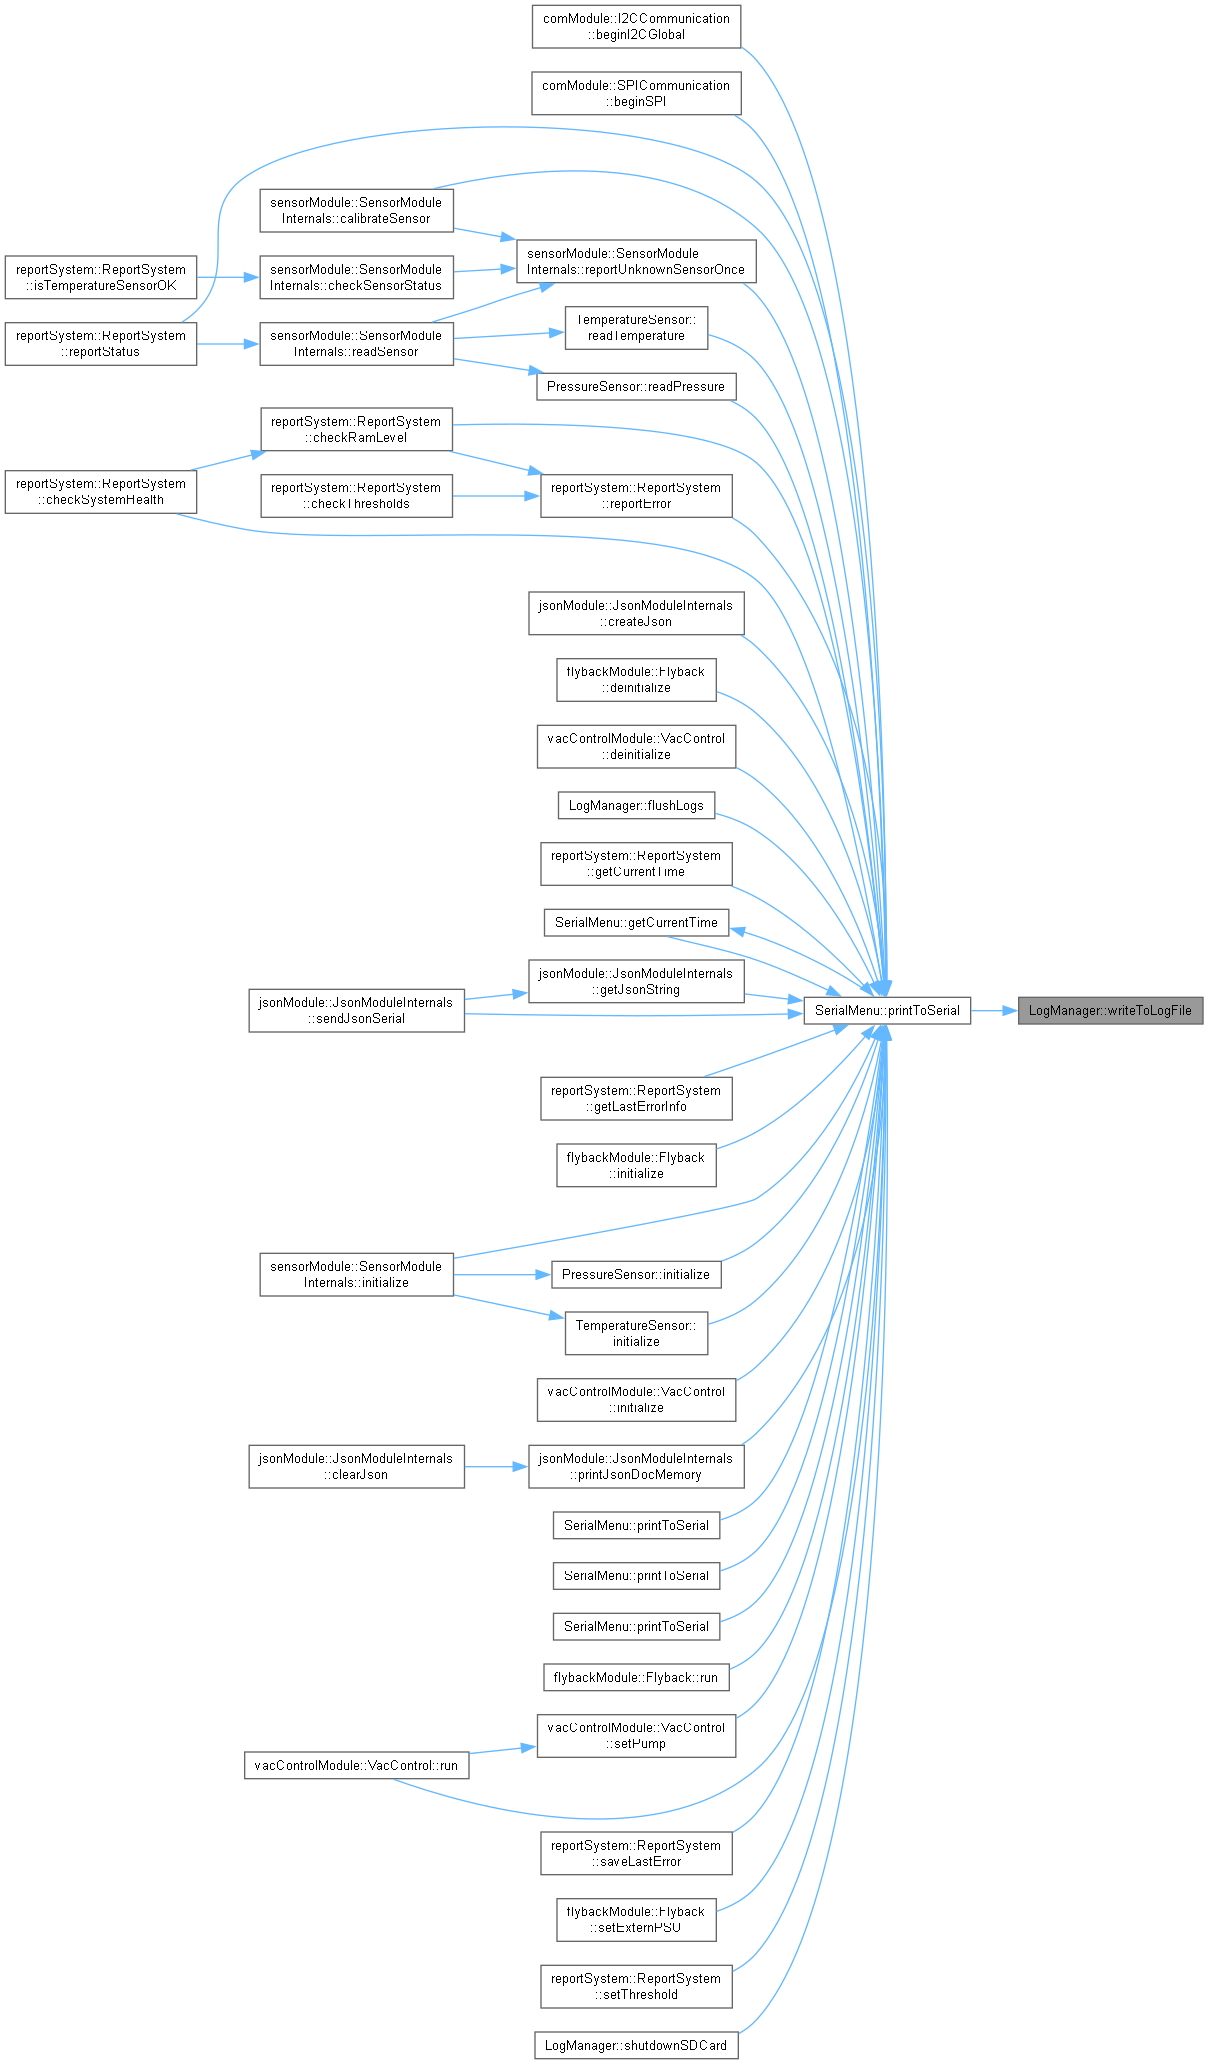 comModule::I2CCommunication
::beginI2CGlobal
comModule::SPICommunication
::beginSPI
sensorModule::SensorModule
Internals::calibrateSensor
sensorModule::SensorModule
Internals::reportUnknownSensorOnce
reportSystem::ReportSystem
::isTemperatureSensorOK
sensorModule::SensorModule
Internals::checkSensorStatus
reportSystem::ReportSystem
::reportStatus
sensorModule::SensorModule
Internals::readSensor
TemperatureSensor::
readTemperature
PressureSensor::readPressure
reportSystem::ReportSystem
::checkRamLevel
reportSystem::ReportSystem
::checkSystemHealth
reportSystem::ReportSystem
::checkThresholds
reportSystem::ReportSystem
::reportError
jsonModule::JsonModuleInternals
::createJson
flybackModule::Flyback
::deinitialize
vacControlModule::VacControl
::deinitialize
LogManager::flushLogs
reportSystem::ReportSystem
::getCurrentTime
SerialMenu::getCurrentTime
jsonModule::JsonModuleInternals
::getJsonString
jsonModule::JsonModuleInternals
::sendJsonSerial
SerialMenu::printToSerial
LogManager::writeToLogFile
reportSystem::ReportSystem
::getLastErrorInfo
flybackModule::Flyback
::initialize
sensorModule::SensorModule
Internals::initialize
PressureSensor::initialize
TemperatureSensor::
initialize
vacControlModule::VacControl
::initialize
jsonModule::JsonModuleInternals
::clearJson
jsonModule::JsonModuleInternals
::printJsonDocMemory
SerialMenu::printToSerial
SerialMenu::printToSerial
SerialMenu::printToSerial
flybackModule::Flyback::run
vacControlModule::VacControl
::setPump
vacControlModule::VacControl::run
reportSystem::ReportSystem
::saveLastError
flybackModule::Flyback
::setExternPSU
reportSystem::ReportSystem
::setThreshold
LogManager::shutdownSDCard